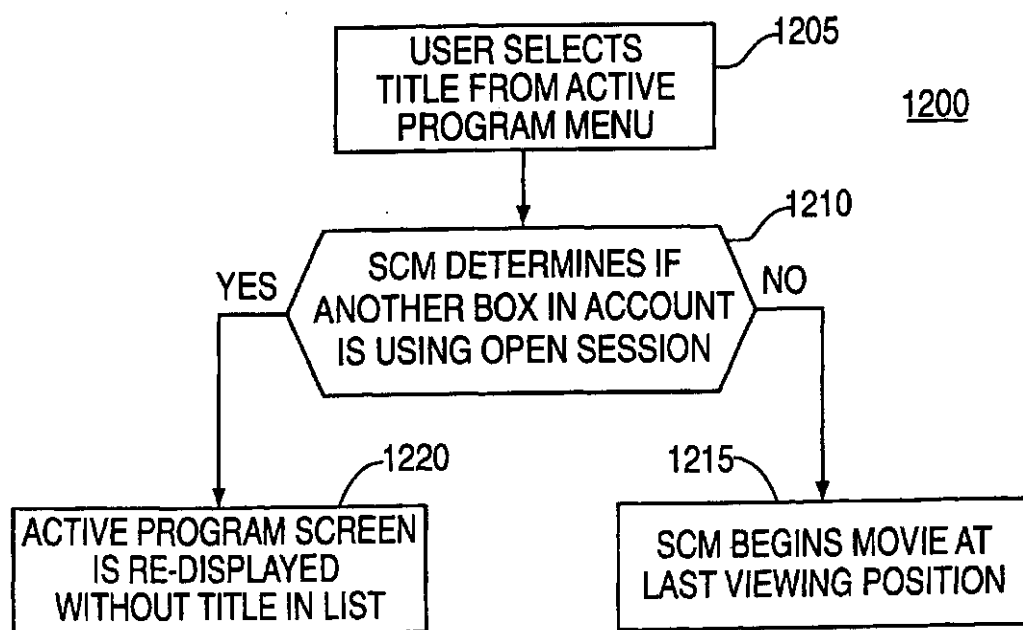 USER SELECTS
TITLE FROM ACTIVE
PROGRAM MENU
1205
1200
1210
SCM DETERMINES IF
ANOTHER BOX IN ACCOUNT
IS USING OPEN SESSION
YES
NO
1220
ACTIVE PROGRAM SCREEN
IS RE-DISPLAYED
WITHOUT TITLE IN LIST
1215
SCM BEGINS MOVIE AT
LAST VIEWING POSITION